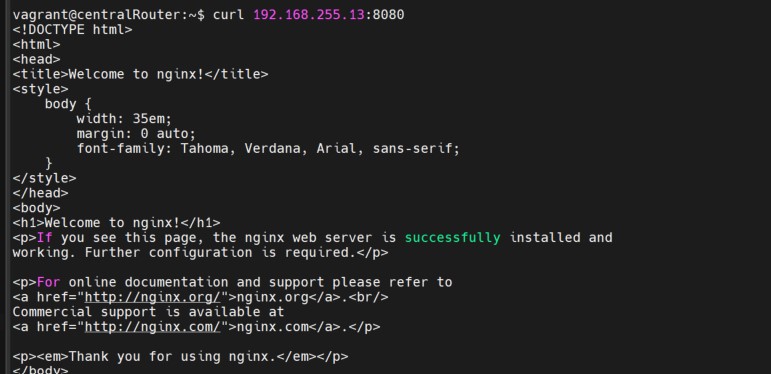 vagrant@centralRouter:~$ curl 192.168.255.13:8080
<!DOCTYPE html>
<html>
<head>
<title>Welcome to nginx!</title>
<style>
    body {
        width: 35em;
        margin: 0 auto;
        font-family: Tahoma, Verdana, Arial, sans-serif;
    }
</style>
</head>
<body>
<h1>Welcome to nginx!</h1>
<p>If you see this page, the nginx web server is successfully installed and
working. Further configuration is required.</p>

<p>For online documentation and support please refer to
<a href="http://nginx.org/">nginx.org</a>.<br/>
Commercial support is available at
<a href="http://nginx.com/">nginx.com</a>.</p>

<p><em>Thank you for using nginx.</em></p>
</body>